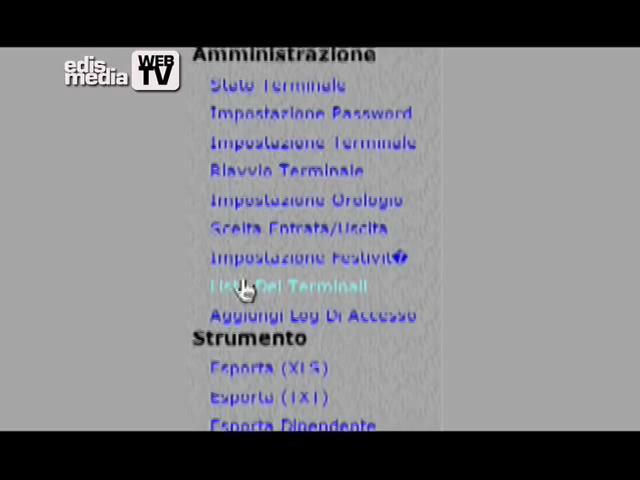 edis
media
WEB
TV
Amministrazione
Stato Terminale
Impostazione Password
Impostazione Terminale
Riavvio Terminale
Impostazione Orologio
Scelta Entrata/Uscita
Impostazione Festivit�
Lista Dei Terminali
Aggiungi Log Di Accesso
Strumento
Esporta (XLS)
Esporta (TXT)
Esporta Dipendente